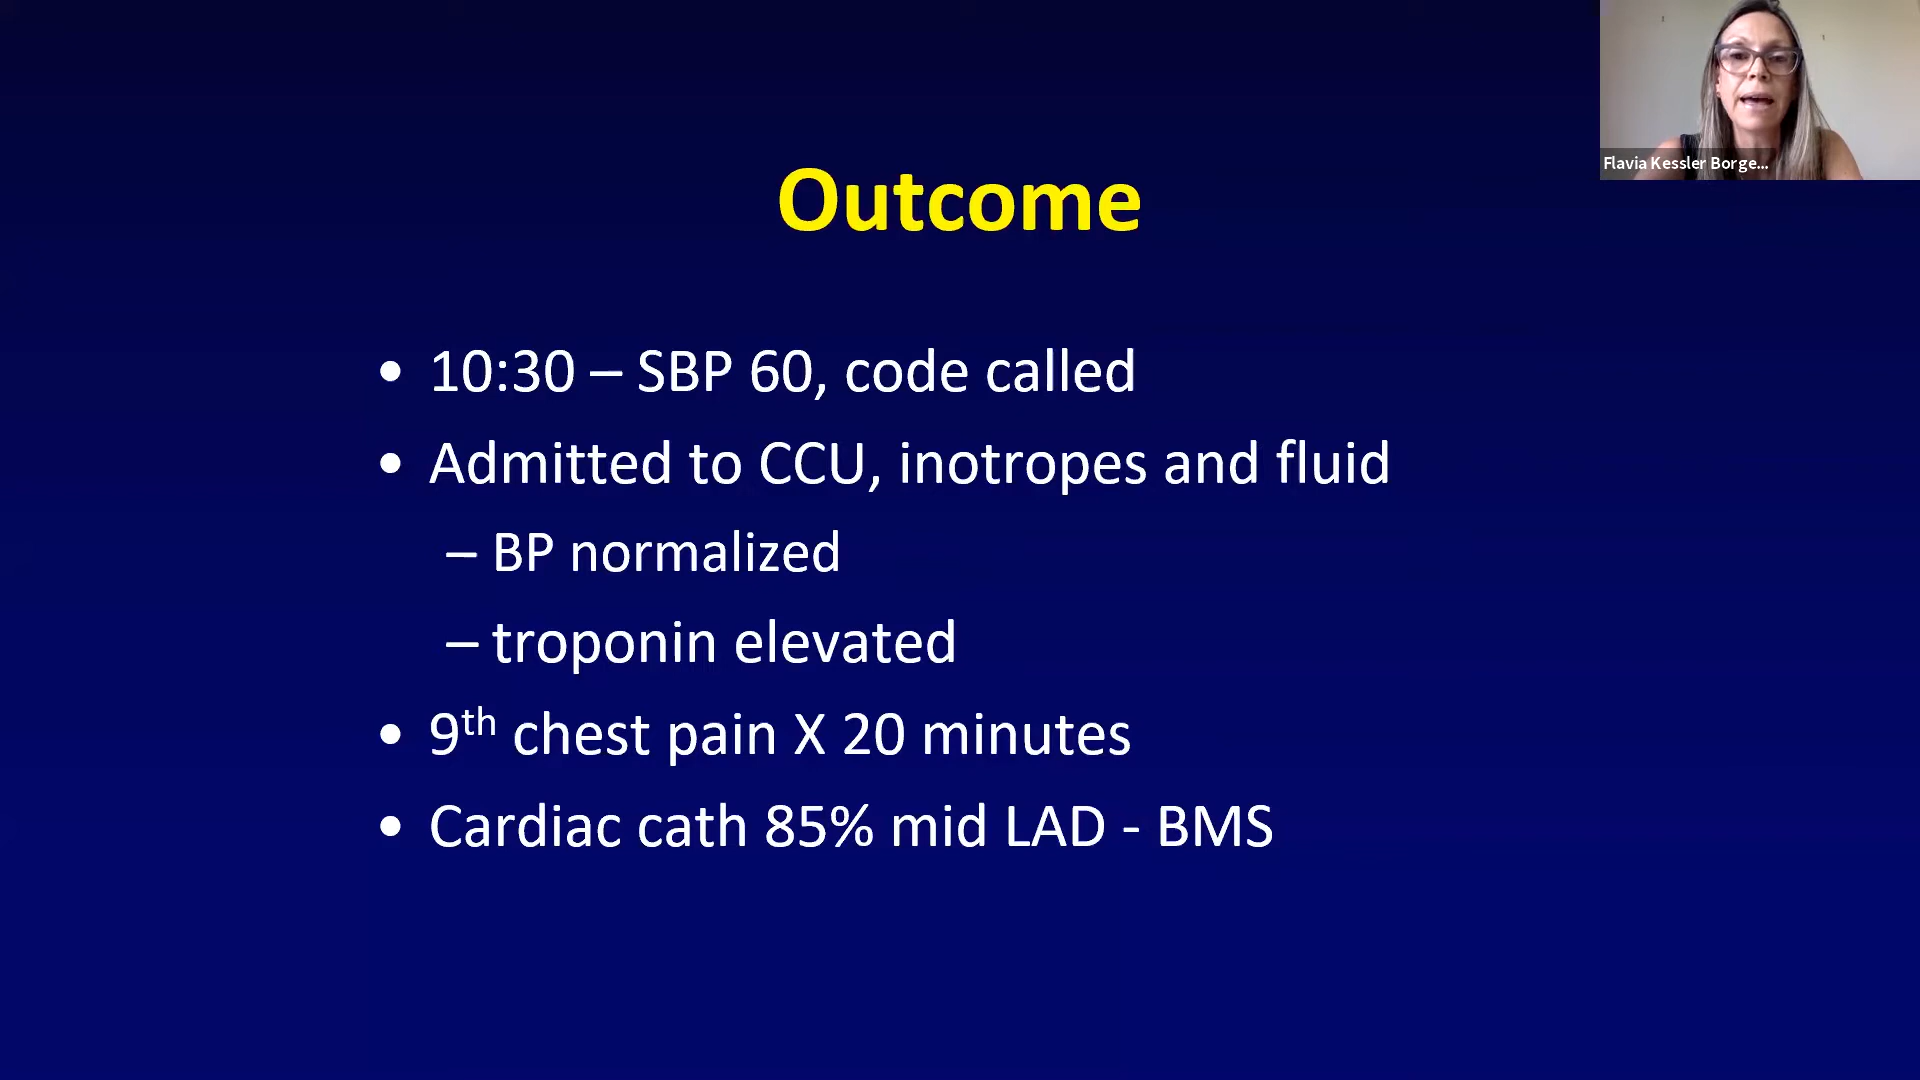 Flavia Kessler Borge...
Outcome
• 10:30 – SBP 60, code called
• Admitted to CCU, inotropes and fluid
– BP normalized
– troponin elevated
• 9th chest pain X 20 minutes
• Cardiac cath 85% mid LAD - BMS